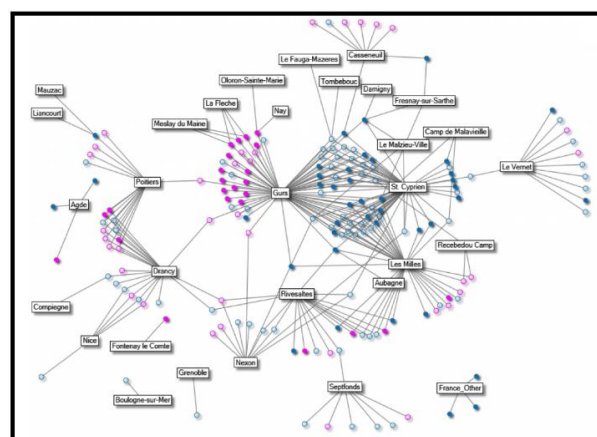 Casseneuil
Le Fauga-Mazeres
Oloron-Sainte-Marie
Tombebouc
Mauzac
Damigny
La Fleche
Nay
Fresnay-sur-Sarthe
Liancourt
Meslay du Maine
Camp de Malavieille
Le Malzieu-Ville
Le Vernet
Poitiers
St. Cyprien
Gurs
Agde
Recebedou Camp
Les Milles
Drancy
Aubagne
Rivesaltes
Compiegne
Nice
Fontenay le Comte
Nexon
Grenoble
Septfonds
France_Other
Boulogne-sur-Mer